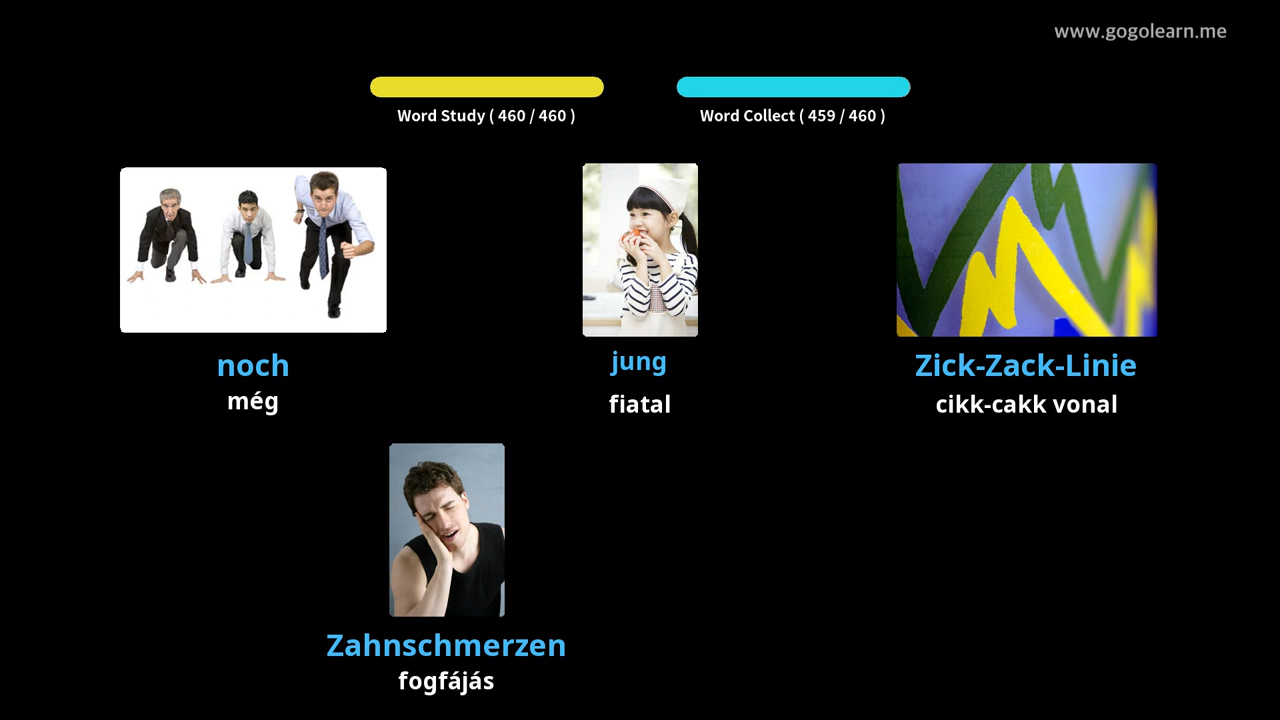 www.gogolearn.me
Word Study ( 460 / 460 )
Word Collect ( 459 / 460 )
noch
még
jung
fiatal
Zick-Zack-Linie
cikk-cakk vonal
Zahnschmerzen
fogfájás